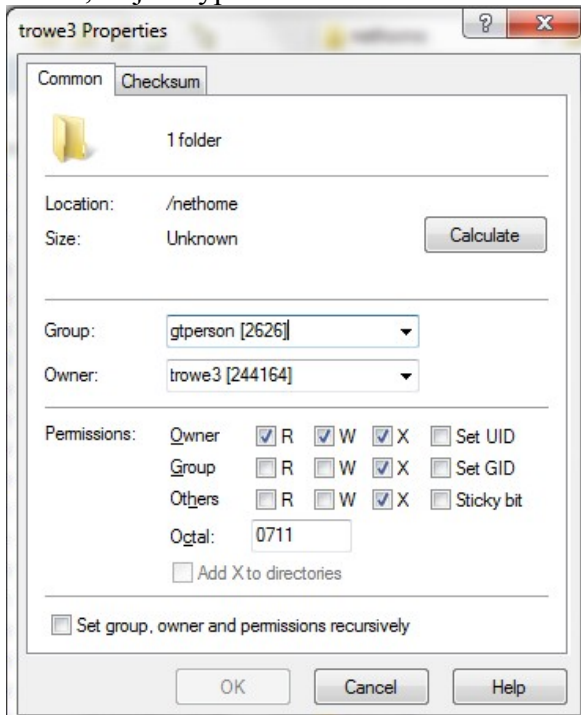 trowe3 Properties
Common Checksum
1 folder
Location: /nethome
Size: Unknown Calculate
Group: gtperson [2626]
Owner: trowe3 [244164]
Permissions: Owner R W X Set UID
Group R W X Set GID
Others R W X Sticky bit
Octal: 0711
Add X to directories
Set group, owner and permissions recursively
OK Cancel Help